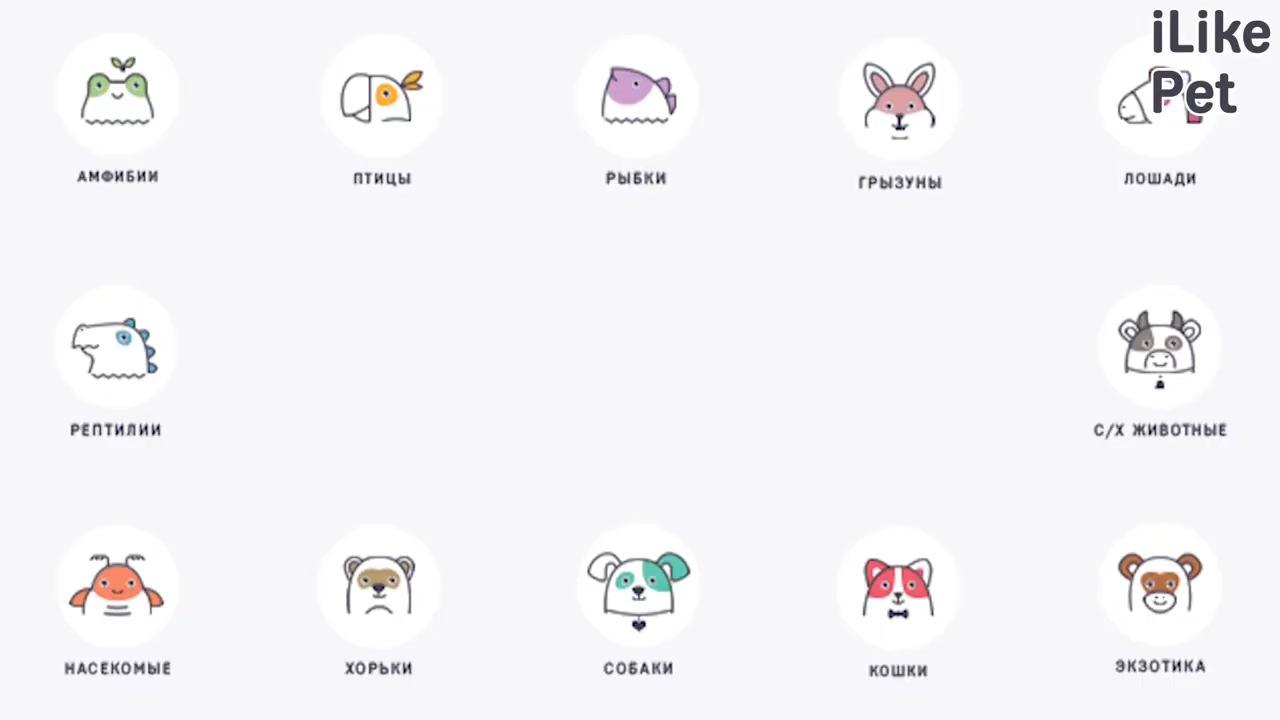 iLike
Pet
АМФИБИИ
ПТИЦЫ
РЫБКИ
ГРЫЗУНЫ
ЛОШАДИ
РЕПТИЛИИ
С/Х ЖИВОТНЫЕ
НАСЕКОМЫЕ
ХОРЬКИ
СОБАКИ
КОШКИ
ЭКЗОТИКА